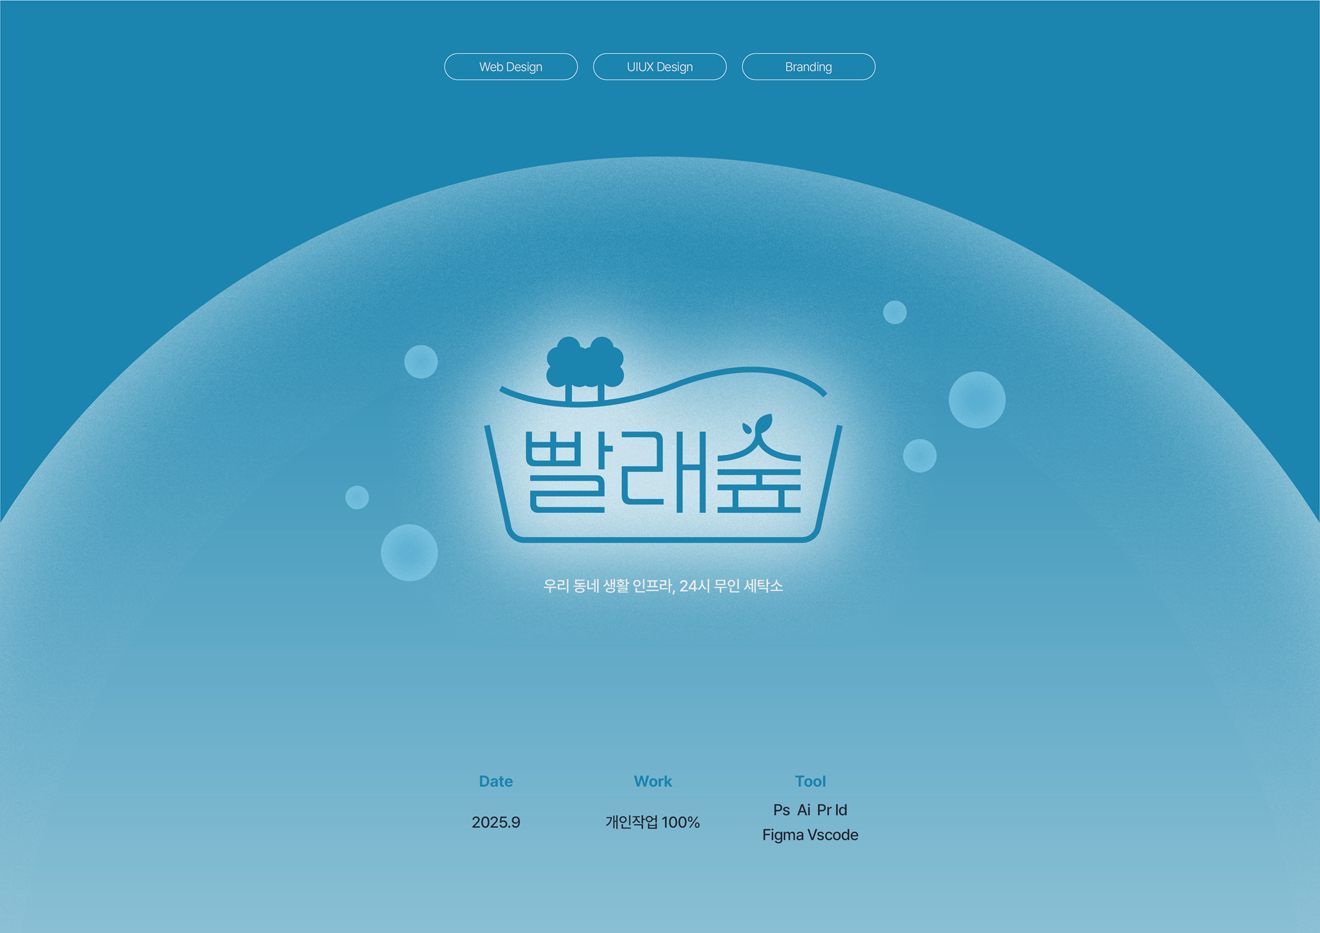 Web Design
UIUX Design
Branding
빨래숲
우리 동네 생활 인프라, 24시 무인 세탁소
Date
2025.9
Work
개인작업 100%
Tool
Ps Ai Pr Id
Figma Vscode